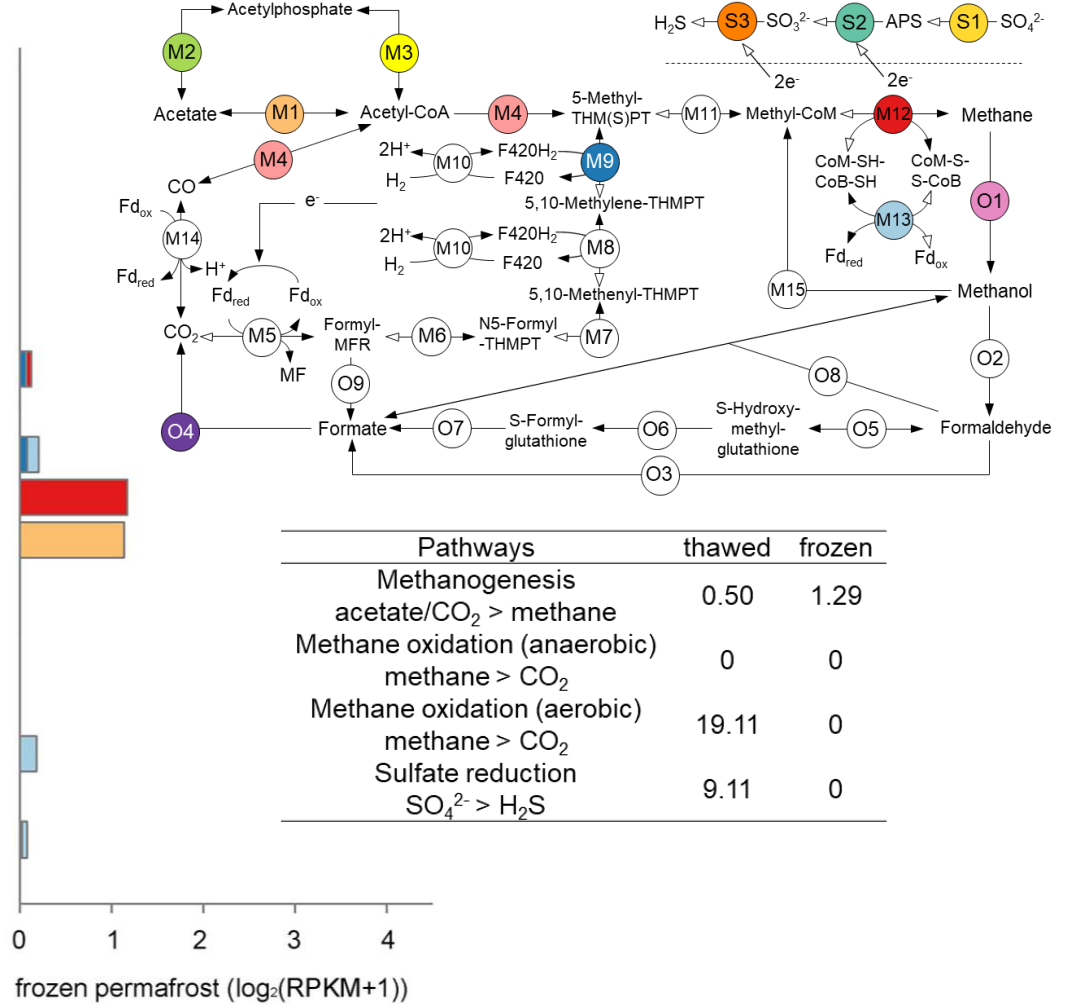 Acetylphosphate
H₂S S3 SO₃²⁻ S2 APS S1 SO₄²⁻
M2 M3
2e⁻ 2e⁻
Acetate M1 Acetyl-CoA M4 5-Methyl-
THM(S)PT M11 Methyl-CoM M12 Methane
2H⁺ M10 F420H₂ M9
H₂ F420
M4
CoM-SH-
CoB-SH
CoM-S-
S-CoB
CO
Fdox e⁻ 5,10-Methylene-THMPT O1
M13
M14 2H⁺ M10 F420H₂ M8
H₂ F420
Fdred Fdox
Fdred H⁺
Fdred Fdox
5,10-Methenyl-THMPT M15 Methanol
CO₂ M5 Formyl-
MFR M6 N5-Formyl
-THMPT M7
MF O9 O8 O2
O4 Formate O7 S-Formyl-
glutathione O6 S-Hydroxy-
methyl-
glutathione O5 Formaldehyde
O3
Pathways thawed frozen
Methanogenesis
acetate/CO₂ > methane 0.50 1.29
Methane oxidation (anaerobic)
methane > CO₂ 0 0
Methane oxidation (aerobic)
methane > CO₂ 19.11 0
Sulfate reduction
SO₄²⁻ > H₂S 9.11 0
0 1 2 3 4
frozen permafrost (log₂(RPKM+1))